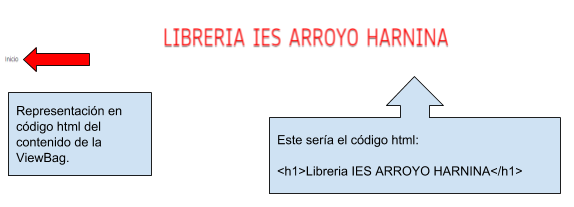 LIBRERIA IES ARROYO HARNINA
Inicio
Representación en
código html del
contenido de la
ViewBag.
Este sería el código html:
<h1>Libreria IES ARROYO HARNINA</h1>